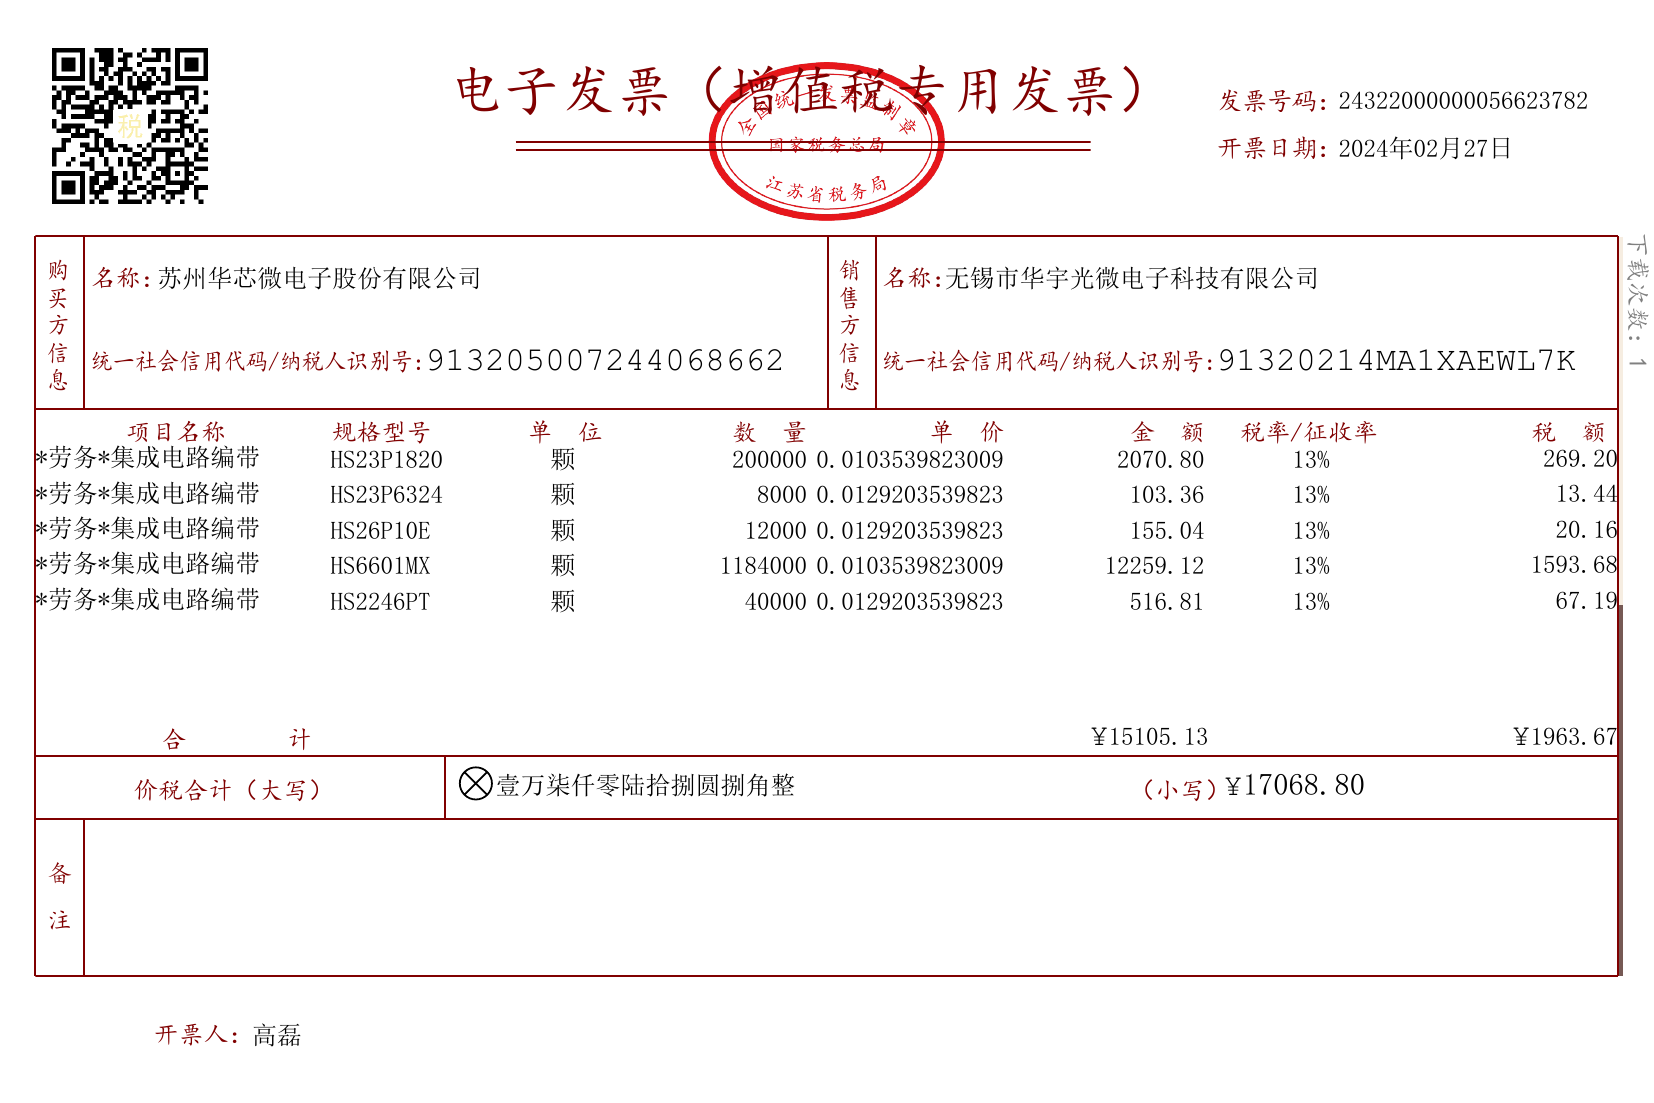 电子发票（增值税专用发票）
税
全国统一发票监制章
国家税务总局
江苏省税务局
发票号码：24322000000056623782
开票日期：2024年02月27日
下载次数：1
购买方信息
名称：苏州华芯微电子股份有限公司
统一社会信用代码/纳税人识别号：913205007244068662
销售方信息
名称：无锡市华宇光微电子科技有限公司
统一社会信用代码/纳税人识别号：91320214MA1XAEWL7K
项目名称 规格型号 单位 数量 单价 金额 税率/征收率 税额
*劳务*集成电路编带 HS23P1820 颗 200000 0.0103539823009 2070.80 13% 269.20
*劳务*集成电路编带 HS23P6324 颗 8000 0.0129203539823 103.36 13% 13.44
*劳务*集成电路编带 HS26P10E 颗 12000 0.0129203539823 155.04 13% 20.16
*劳务*集成电路编带 HS6601MX 颗 1184000 0.0103539823009 12259.12 13% 1593.68
*劳务*集成电路编带 HS2246PT 颗 40000 0.0129203539823 516.81 13% 67.19
合计 ¥15105.13 ¥1963.67
价税合计（大写） ⊗壹万柒仟零陆拾捌圆捌角整 （小写）¥17068.80
备注
开票人：高磊